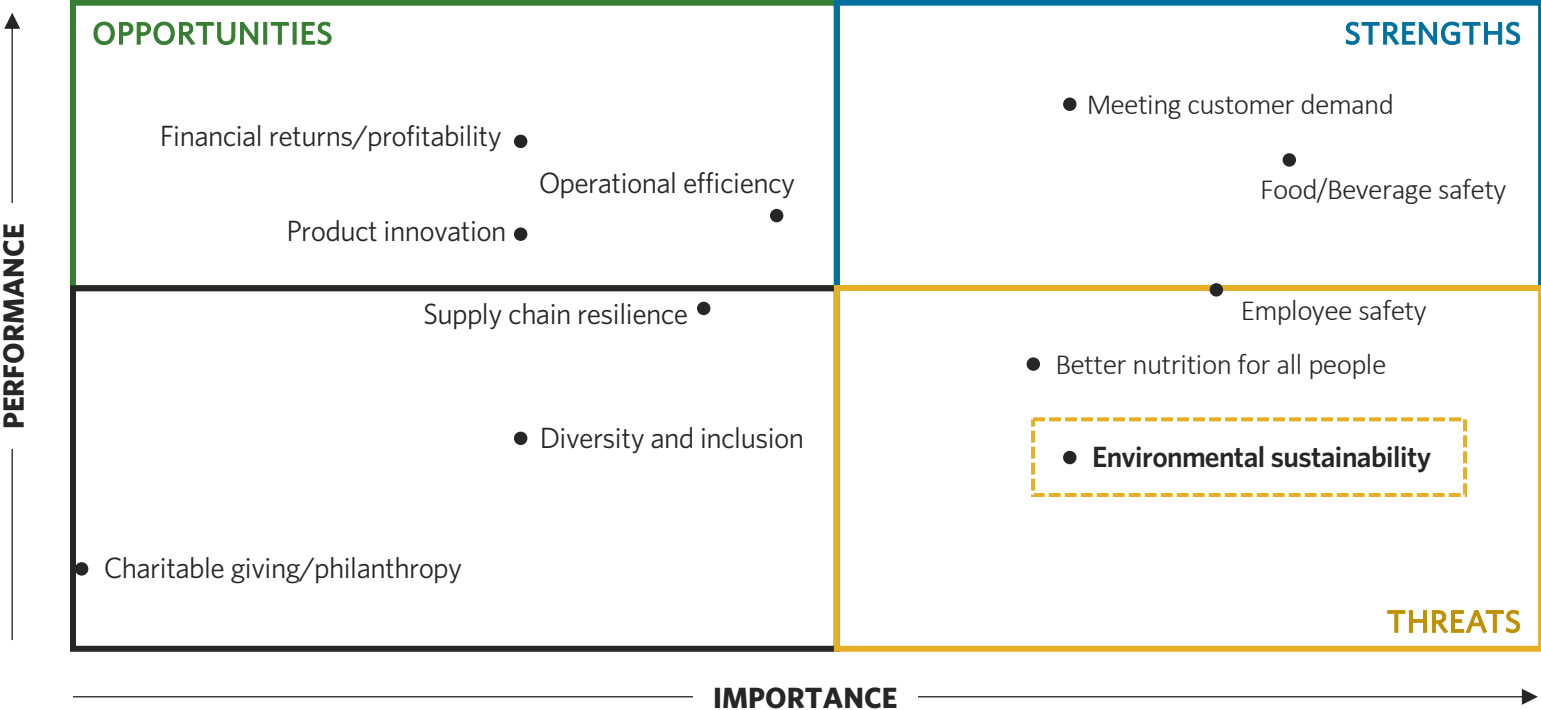 OPPORTUNITIES
STRENGTHS
Meeting customer demand
Financial returns/profitability
Operational efficiency
Food/Beverage safety
Product innovation
PERFORMANCE
Supply chain resilience
Employee safety
Better nutrition for all people
Diversity and inclusion
Environmental sustainability
Charitable giving/philanthropy
THREATS
IMPORTANCE